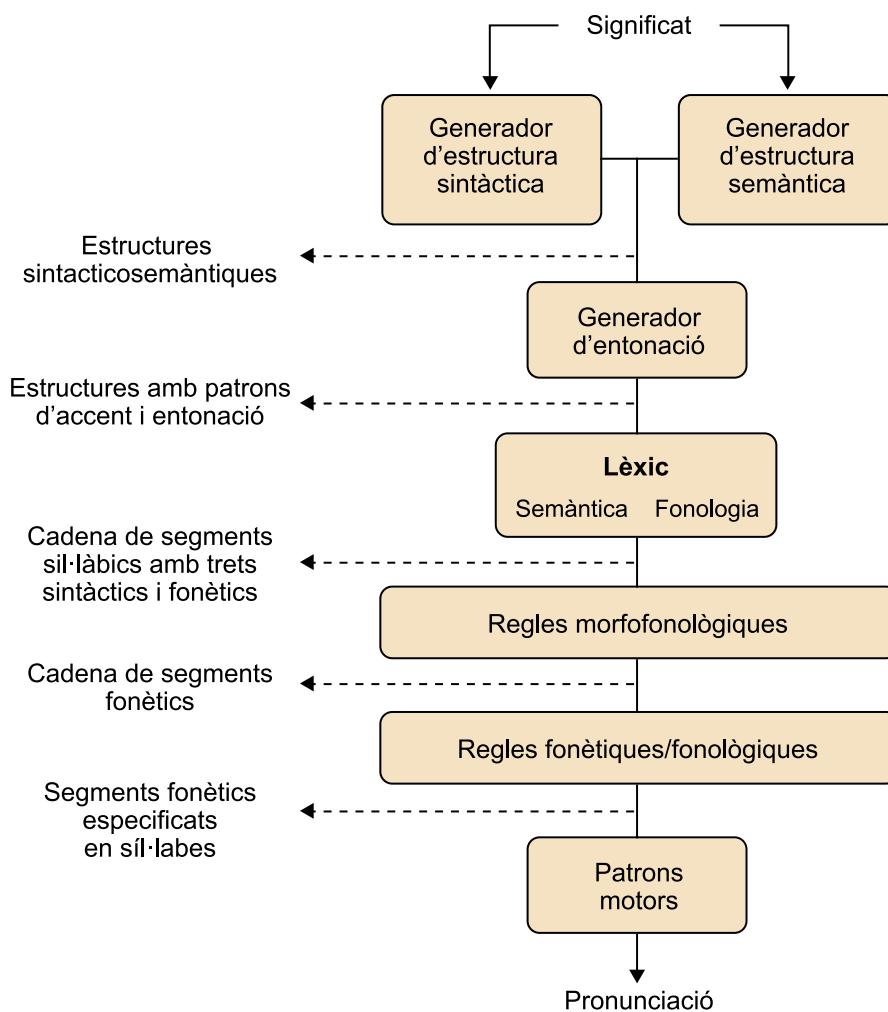 Significat
Generador
d’estructura
sintàctica
Generador
d’estructura
semàntica
Estructures
sintacticosemàntiques
Generador
d’entonació
Estructures amb patrons
d’accent i entonació
Lèxic
Semàntica Fonologia
Cadena de segments
sil·làbics amb trets
sintàctics i fonètics
Regles morfofonològiques
Cadena de segments
fonètics
Regles fonètiques/fonològiques
Segments fonètics
especificats
en síl·labes
Patrons
motors
Pronunciació